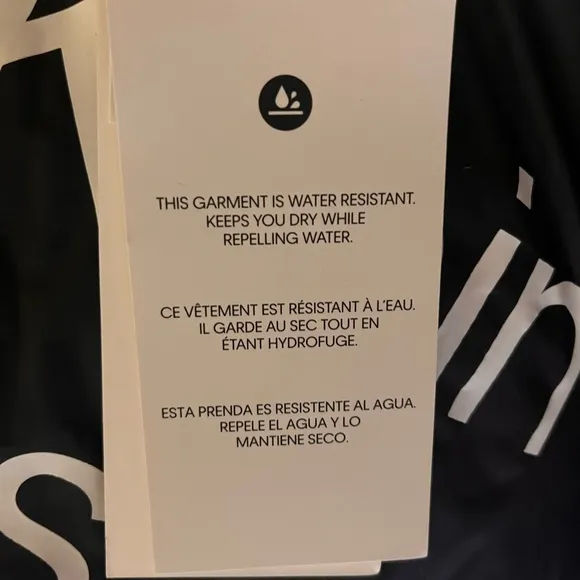 THIS GARMENT IS WATER RESISTANT.
KEEPS YOU DRY WHILE
REPELLING WATER.
CE VÊTEMENT EST RÉSISTANT À L'EAU.
IL GARDE AU SEC TOUT EN
ÉTANT HYDROFUGE.
ESTA PRENDA ES RESISTENTE AL AGUA.
REPELE EL AGUA Y LO
MANTIENE SECO.
in
s